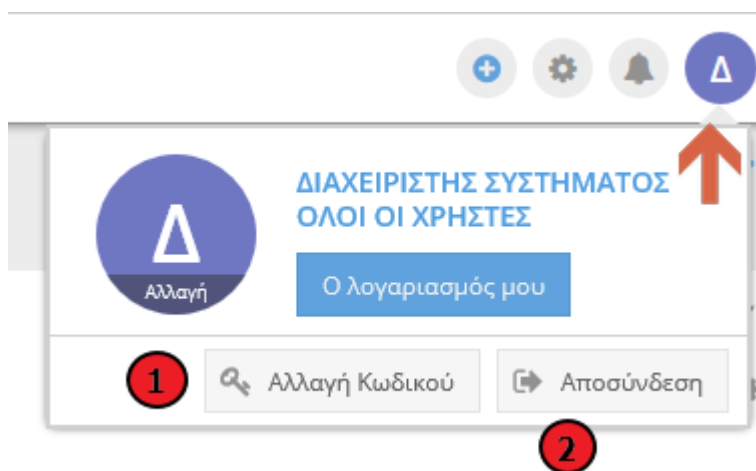 Δ
ΔΙΑΧΕΙΡΙΣΤΗΣ ΣΥΣΤΗΜΑΤΟΣ
ΟΛΟΙ ΟΙ ΧΡΗΣΤΕΣ
Δ
Αλλαγή
Ο λογαριασμός μου
1 Αλλαγή Κωδικού Αποσύνδεση
2